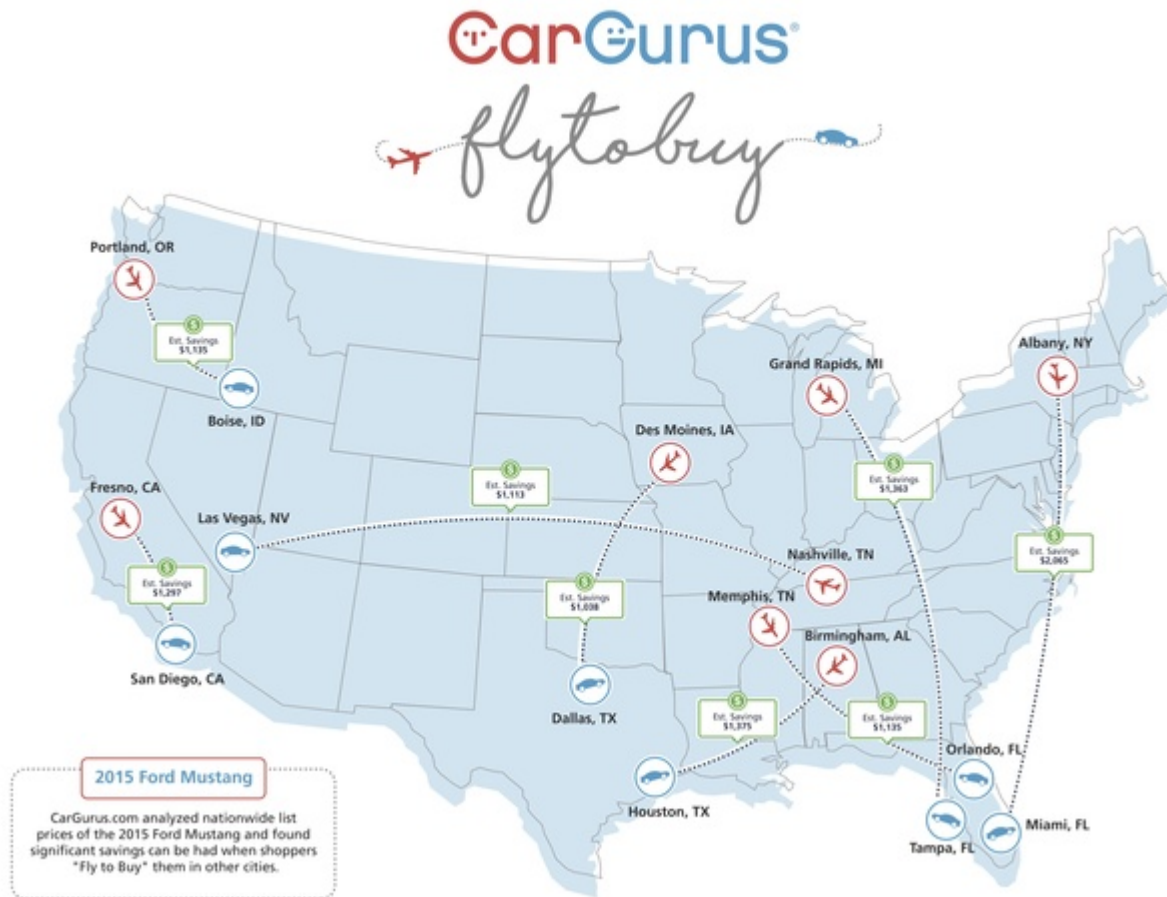 CarGurus®
flytobuy
Portland, OR
Est. Savings
$1,135
Boise, ID
Grand Rapids, MI
Albany, NY
Des Moines, IA
Est. Savings
$1,363
Est. Savings
$1,113
Fresno, CA
Las Vegas, NV
Est. Savings
$2,065
Nashville, TN
Est. Savings
$1,297
Est. Savings
$1,038
Memphis, TN
Birmingham, AL
San Diego, CA
Dallas, TX
Est. Savings
$1,375
Est. Savings
$1,135
Orlando, FL
Houston, TX
Miami, FL
Tampa, FL
2015 Ford Mustang
CarGurus.com analyzed nationwide list
prices of the 2015 Ford Mustang and found
significant savings can be had when shoppers
"Fly to Buy" them in other cities.